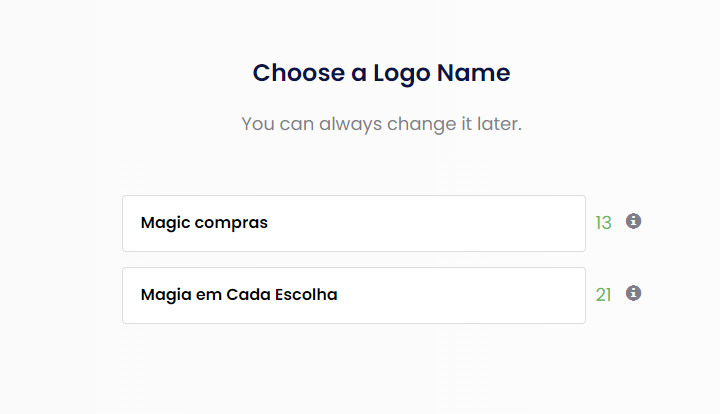 Choose a Logo Name
You can always change it later.
Magic compras 13
Magia em Cada Escolha 21